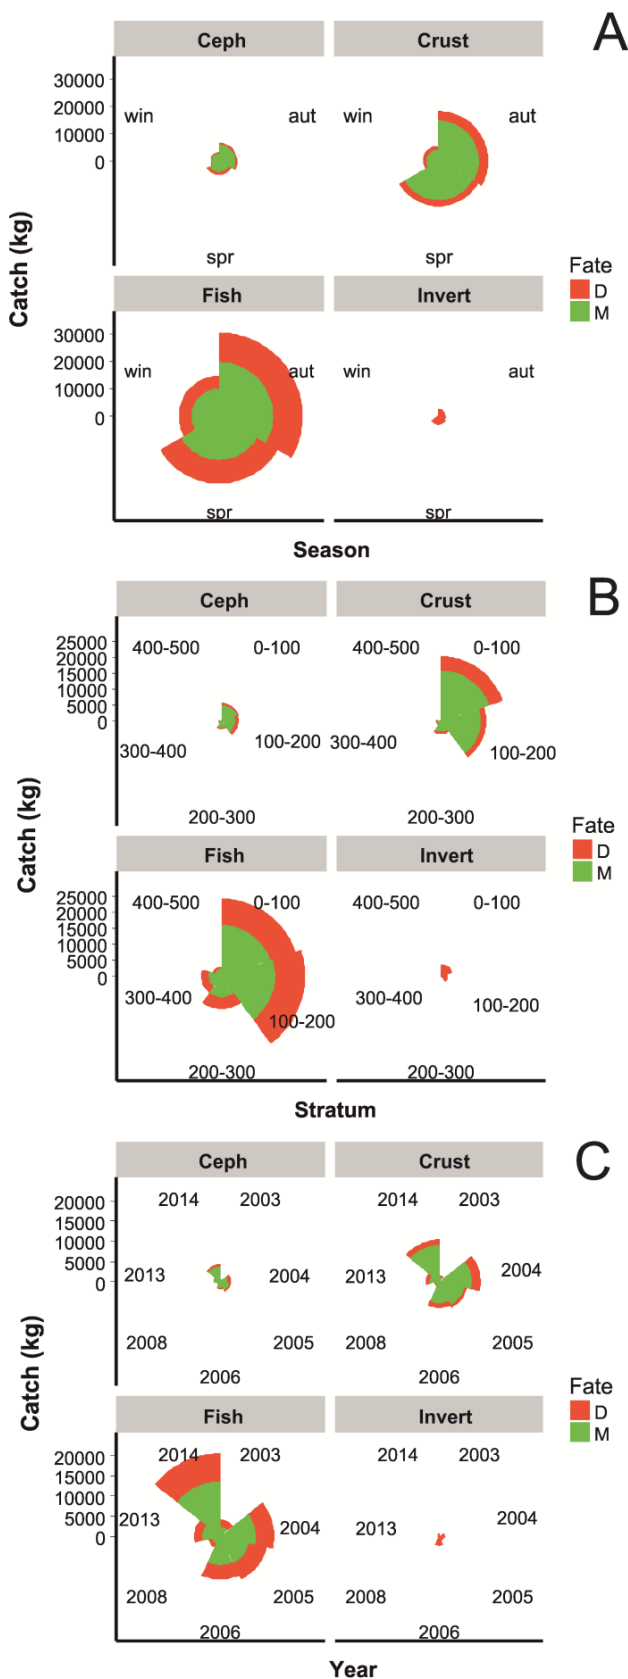 A
Ceph Crust
30000
20000
10000
0
win aut win aut
spr spr
Fish Invert
30000
20000
10000
0
win aut win aut
spr spr
Catch (kg)
Season
Fate
D
M
B
Ceph Crust
25000
20000
15000
10000
5000
0
400-500 0-100 400-500 0-100
300-400 100-200 300-400 100-200
200-300 200-300
Fish Invert
25000
20000
15000
10000
5000
0
400-500 0-100 400-500 0-100
300-400 100-200 300-400 100-200
200-300 200-300
Catch (kg)
Stratum
Fate
D
M
C
Ceph Crust
20000
15000
10000
5000
0
2014 2003 2014 2003
2013 2004 2013 2004
2008 2005 2008 2005
2006 2006
Fish Invert
20000
15000
10000
5000
0
2014 2003 2014 2003
2013 2004 2013 2004
2008 2005 2008 2005
2006 2006
Catch (kg)
Year
Fate
D
M